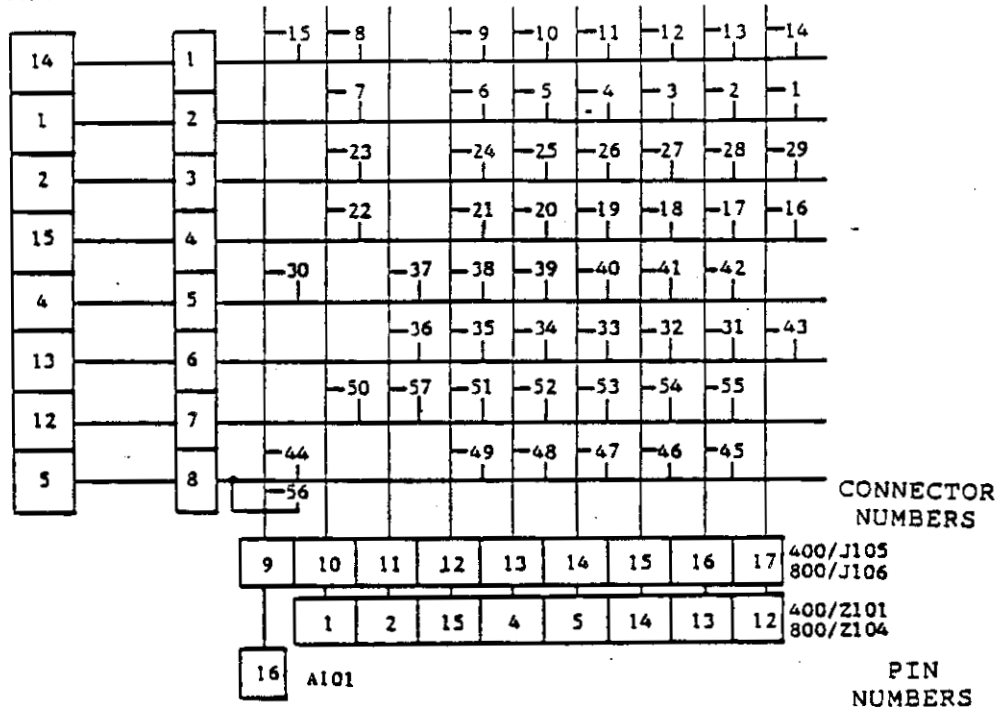 15 8 9 10 11 12 13 14
14 1
7 6 5 4 3 2 1
1 2
23 24 25 26 27 28 29
2 3
22 21 20 19 18 17 16
15 4
30 37 38 39 40 41 42
4 5
36 35 34 33 32 31 43
13 6
50 57 51 52 53 54 55
12 7
44 49 48 47 46 45
5 8
56
CONNECTOR
NUMBERS
9 10 11 12 13 14 15 16 17 400/J105
800/J106
1 2 15 4 5 14 13 12 400/Z101
800/Z104
16 A101
PIN
NUMBERS